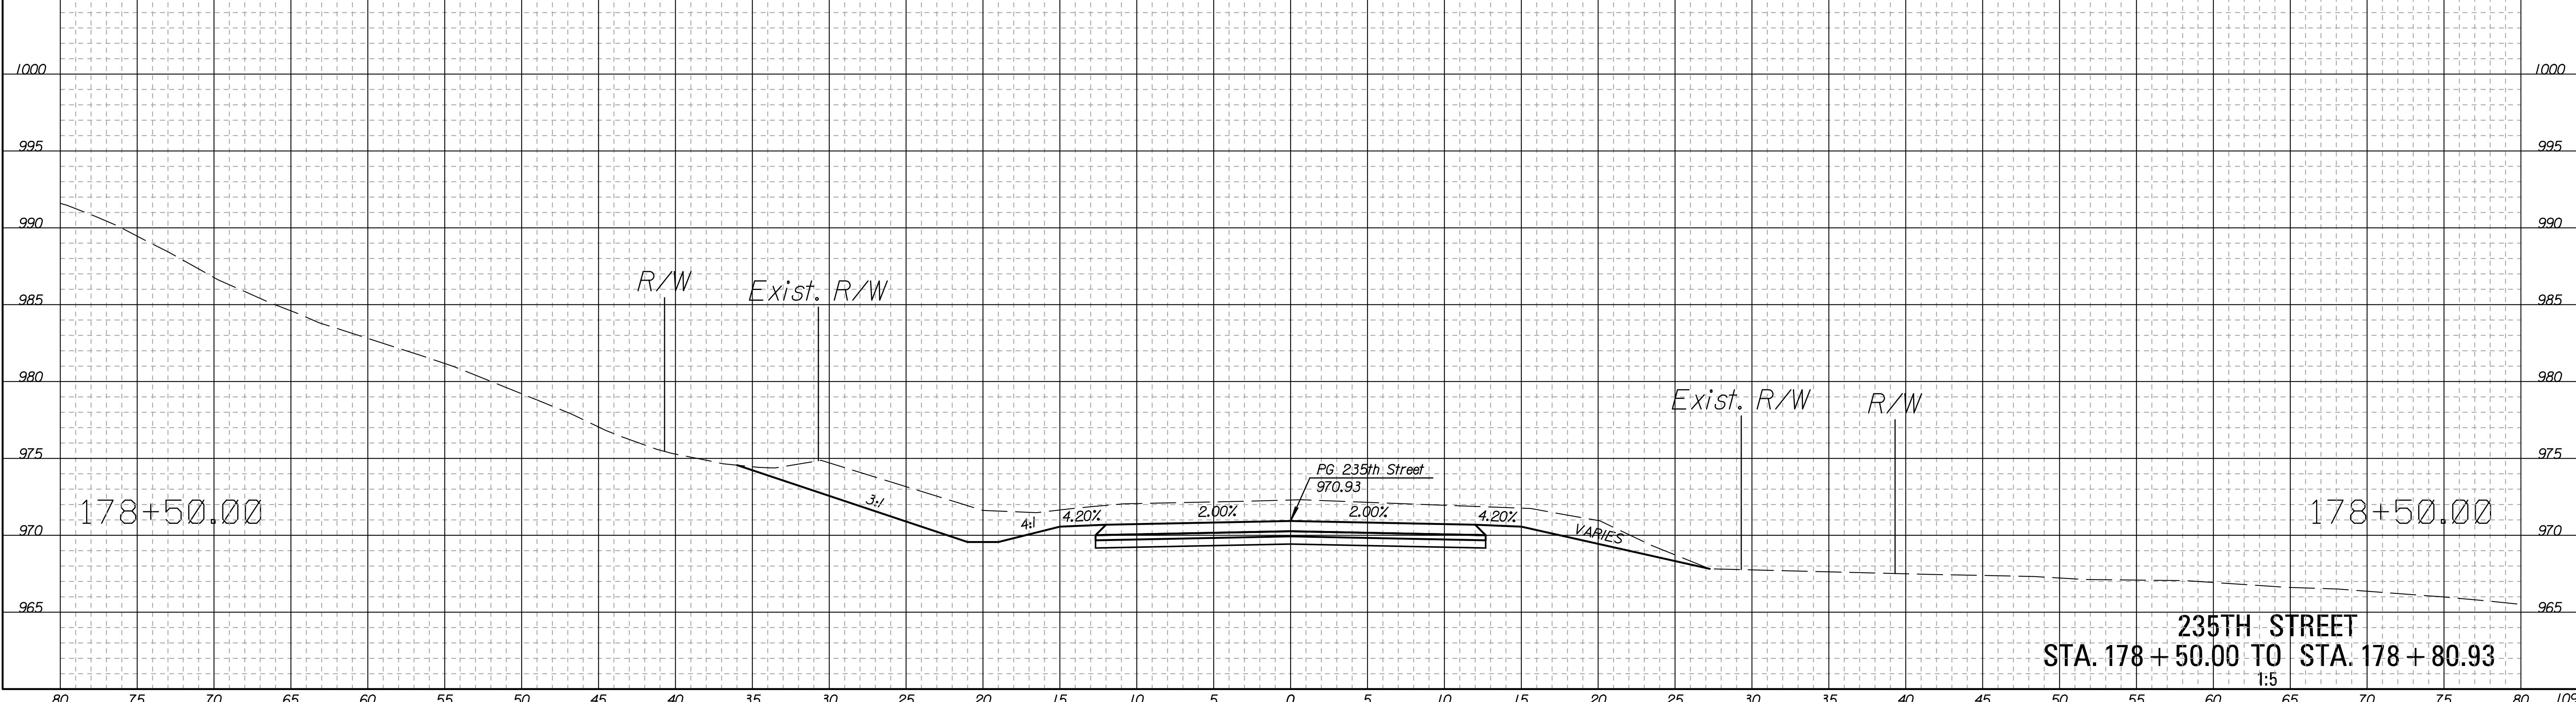 1000 1000
995 995
990 990
R/W Exist. R/W
985 985
980 980
Exist. R/W R/W
975 975
PG 235th Street
970.93
178+50.00 3:1 4:1 4.20% 2.00% 2.00% 4.20% VARIES 178+50.00
970 970
965 965
235TH STREET
STA. 178+50.00 TO STA. 178+80.93
1:5
80 75 70 65 60 55 50 45 40 35 30 25 20 15 10 5 0 5 10 15 20 25 30 35 40 45 50 55 60 65 70 75 80